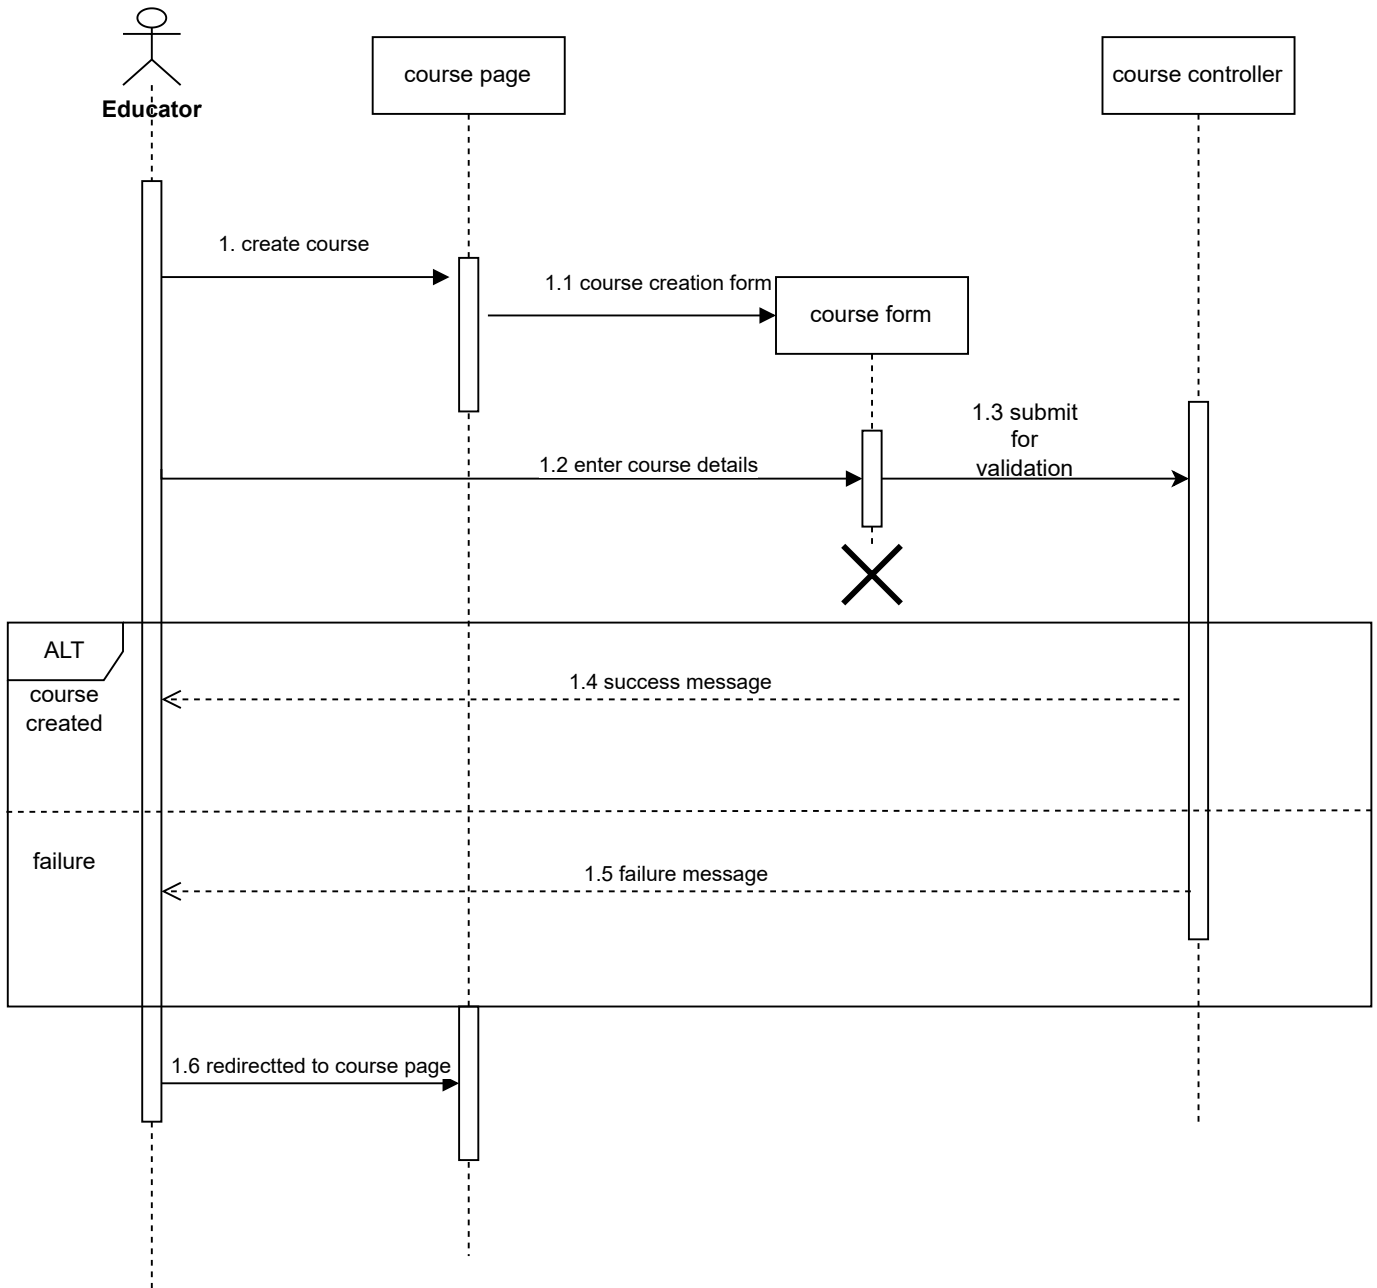 Educator
course page
course controller
1. create course
1.1 course creation form
course form
1.3 submit
for
validation
1.2 enter course details
ALT
course
created
1.4 success message
failure
1.5 failure message
1.6 redirectted to course page